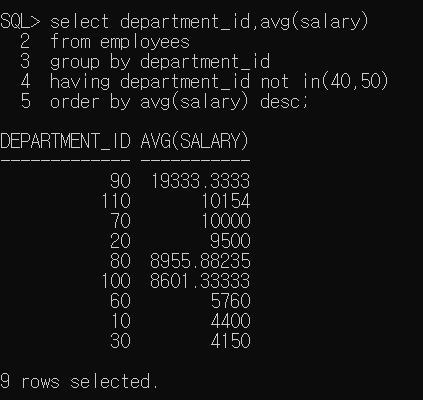 SQL> select department_id,avg(salary)
  2  from employees
  3  group by department_id
  4  having department_id not in(40,50)
  5  order by avg(salary) desc;

DEPARTMENT_ID AVG(SALARY)
------------- -----------
           90  19333.3333
          110       10154
           70       10000
           20        9500
           80  8955.88235
          100  8601.33333
           60        5760
           10        4400
           30        4150

9 rows selected.